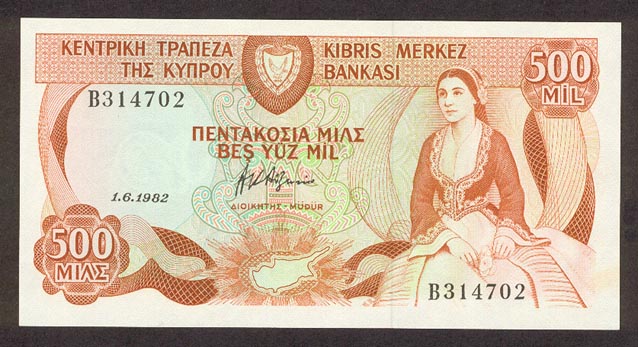 ΚΕΝΤΡΙΚΗ ΤΡΑΠΕΖΑ
ΤΗΣ ΚΥΠΡΟΥ
KIBRIS MERKEZ
BANKASI
500
MİL
B314702
ΠΕΝΤΑΚΟΣΙΑ ΜΙΛΣ
BEŞ YÜZ MİL
1.6.1982
ΔΙΟΙΚΗΤΗΣ - MÜDÜR
500
ΜΙΛΣ
B314702